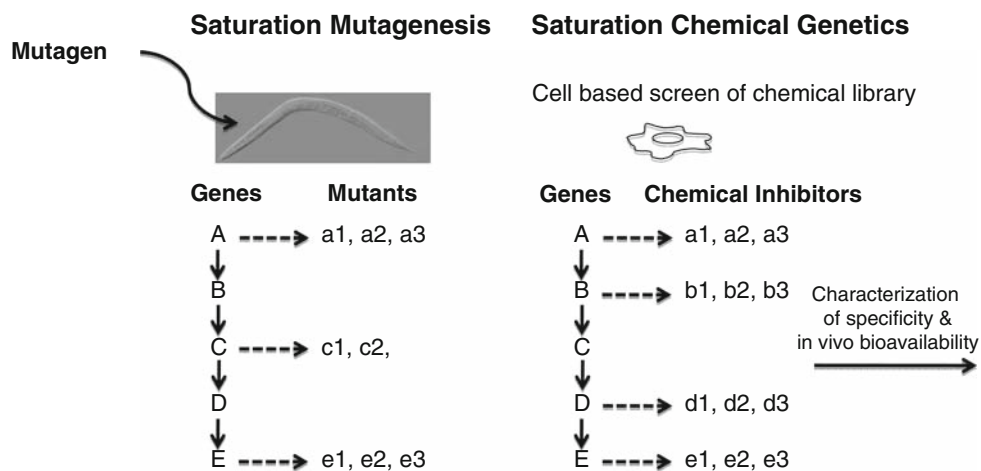 Saturation Mutagenesis
Saturation Chemical Genetics
Mutagen
Cell based screen of chemical library
Genes Mutants
A a1, a2, a3
B
C c1, c2,
D
E e1, e2, e3
Genes Chemical Inhibitors
A a1, a2, a3
B b1, b2, b3
C
D d1, d2, d3
E e1, e2, e3
Characterization
of specificity &
in vivo bioavailability